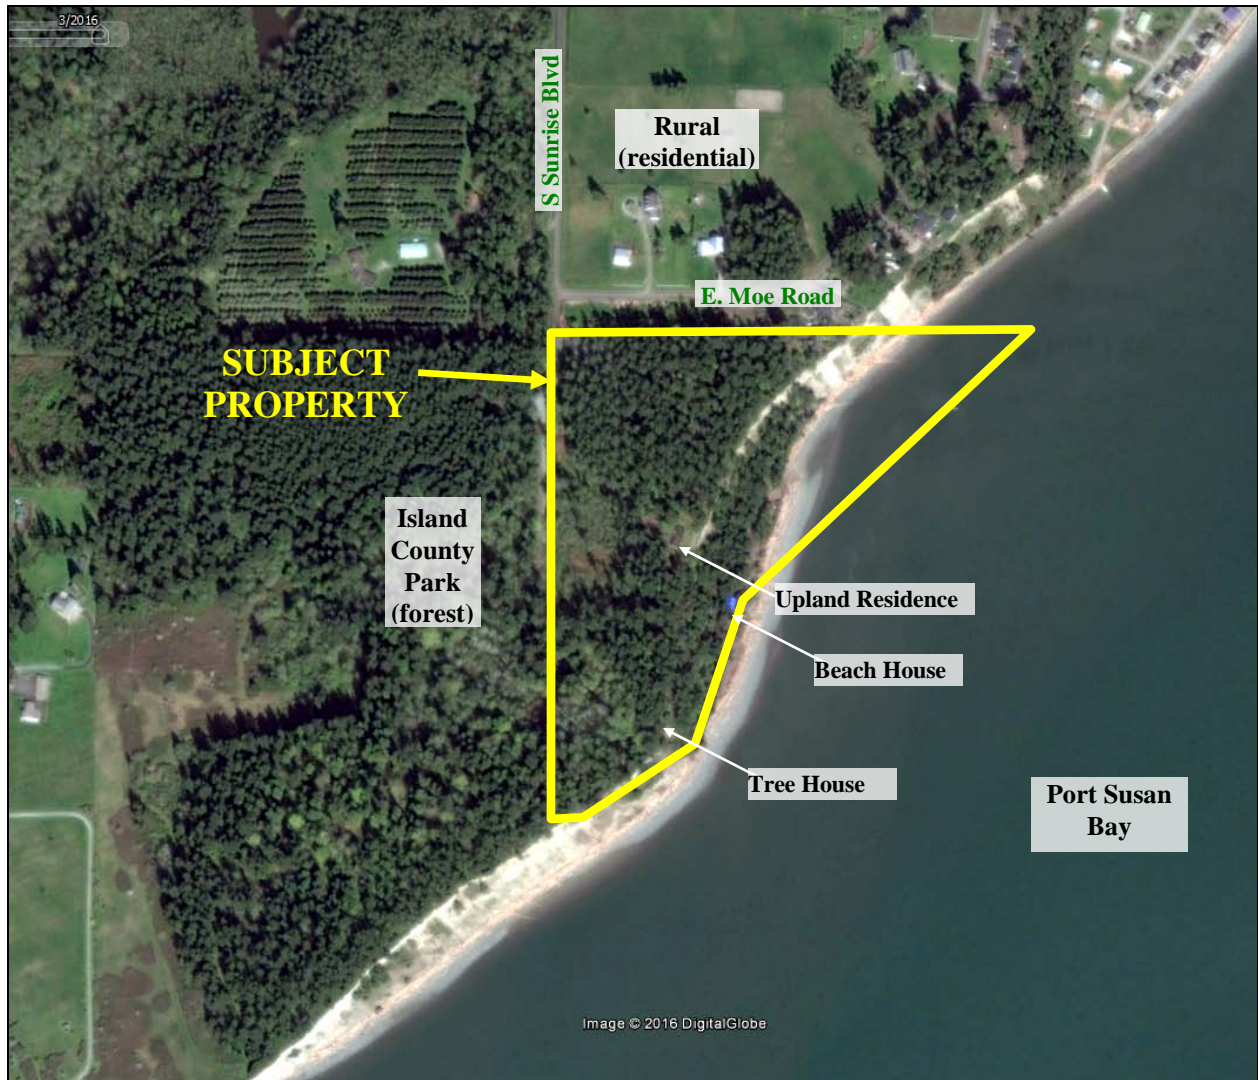 3/2016
S Sunrise Blvd
Rural
(residential)
E. Moe Road
SUBJECT
PROPERTY
Island
County
Park
(forest)
Upland Residence
Beach House
Tree House
Port Susan
Bay
Image © 2016 DigitalGlobe